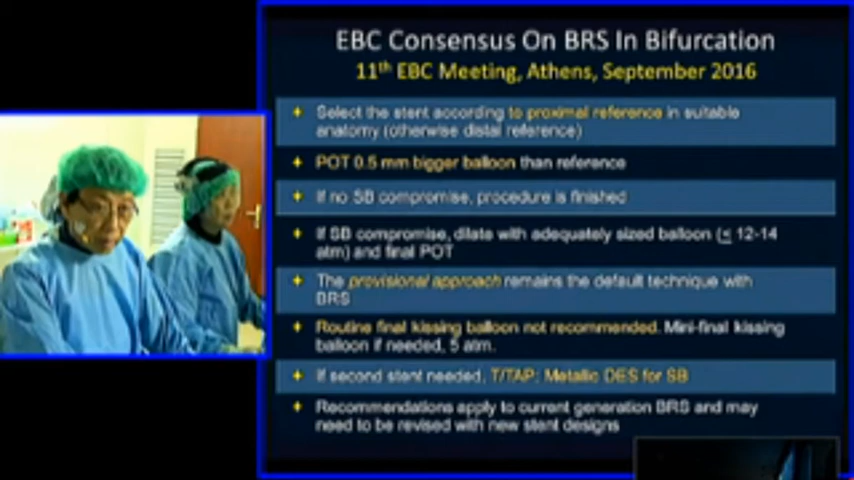 EBC Consensus On BRS In Bifurcation
11th EBC Meeting, Athens, September 2016
Select the stent according to proximal reference in suitable
anatomy (otherwise distal reference)
POT 0.5 mm bigger balloon than reference
If no SB compromise, procedure is finished
If SB compromise, dilate with adequately sized balloon (≤ 12-14
atm) and final POT
The provisional approach remains the default technique with
BRS
Routine final kissing balloon not recommended. Mini-final kissing
balloon if needed, 5 atm.
If second stent needed, T/TAP; Metallic DES for SB
Recommendations apply to current generation BRS and may
need to be revised with new stent designs